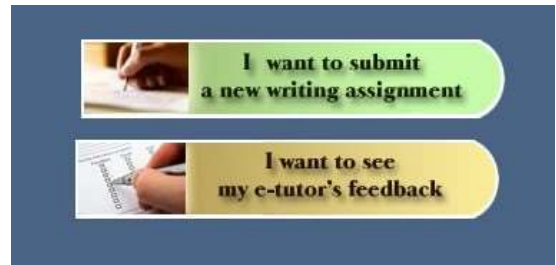 I want to submit
a new writing assignment
I want to see
my e-tutor's feedback